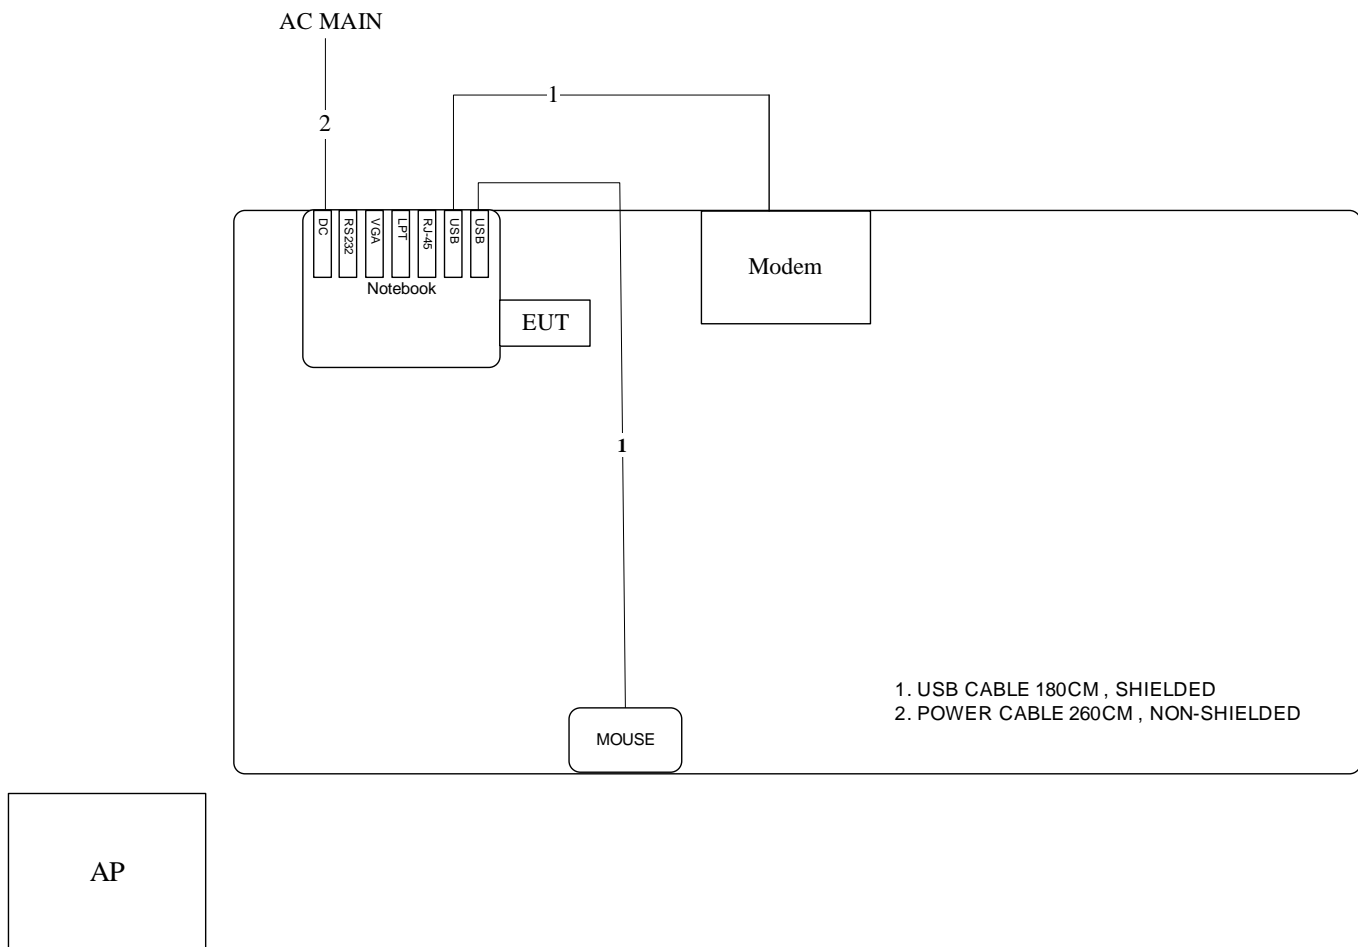 AC MAIN
1
2
DC
RS232
VGA
LPT
RJ-45
USB
USB
Notebook
Modem
EUT
1
1. USB CABLE 180CM , SHIELDED
2. POWER CABLE 260CM , NON-SHIELDED
MOUSE
AP